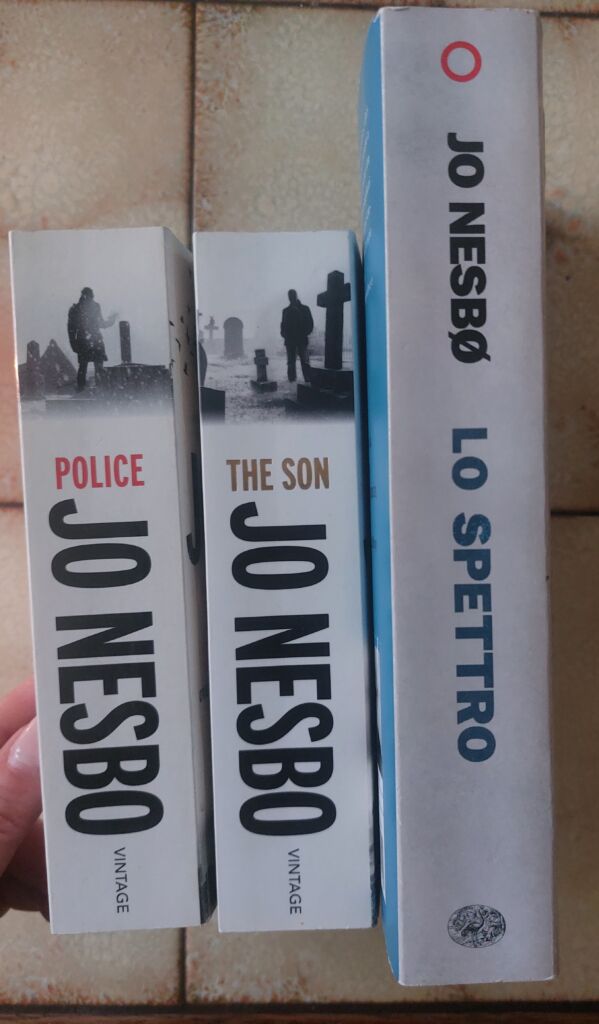 POLICE
JO NESBO
VINTAGE
THE SON
JO NESBO
VINTAGE
JO NESBØ
LO SPETTRO